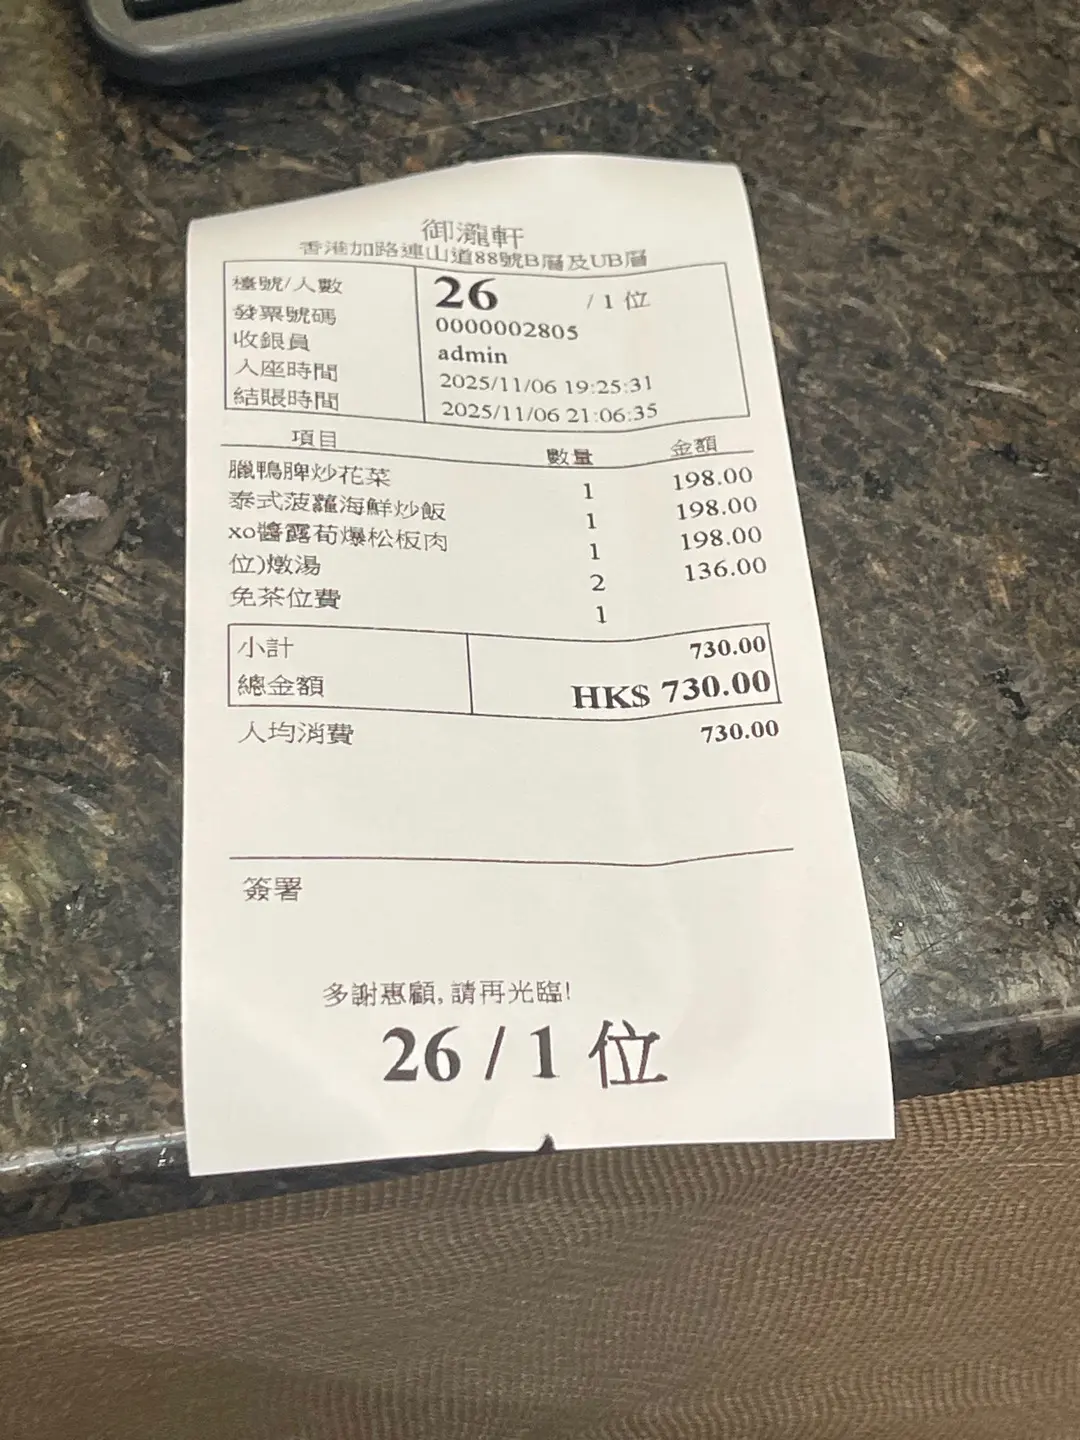 御瀧軒
香港加路連山道88號B層及UB層
檯號/人數 26 / 1 位
發票號碼 0000002805
收銀員 admin
入座時間 2025/11/06 19:25:31
結賬時間 2025/11/06 21:06:35
項目 數量 金額
臘鴨脾炒花菜 1 198.00
泰式菠蘿海鮮炒飯 1 198.00
xo醬露荀爆松板肉 1 198.00
位)燉湯 2 136.00
免茶位費 1
小計 730.00
總金額 HK$ 730.00
人均消費 730.00
簽署
多謝惠顧, 請再光臨!
26 / 1 位